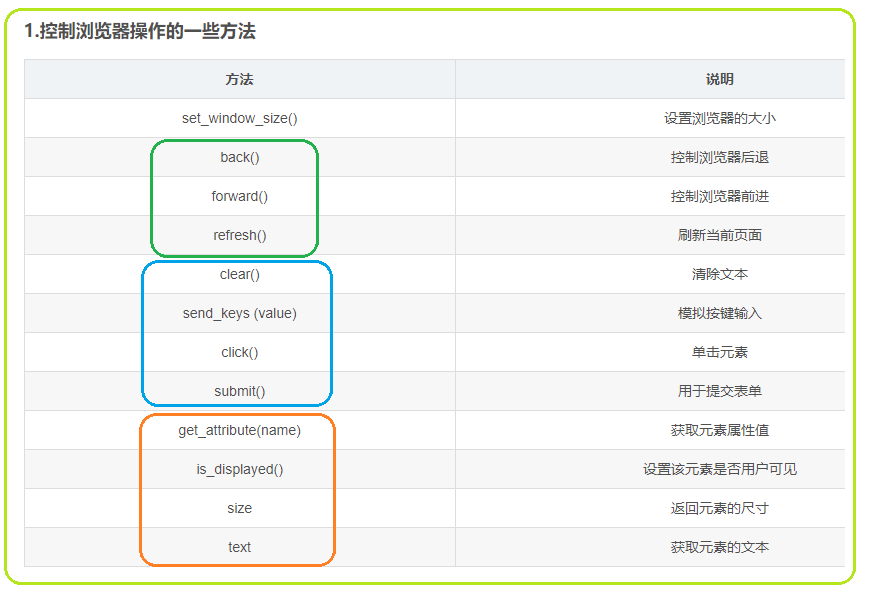 1.控制浏览器操作的一些方法
方法 说明
set_window_size() 设置浏览器的大小
back() 控制浏览器后退
forward() 控制浏览器前进
refresh() 刷新当前页面
clear() 清除文本
send_keys (value) 模拟按键输入
click() 单击元素
submit() 用于提交表单
get_attribute(name) 获取元素属性值
is_displayed() 设置该元素是否用户可见
size 返回元素的尺寸
text 获取元素的文本